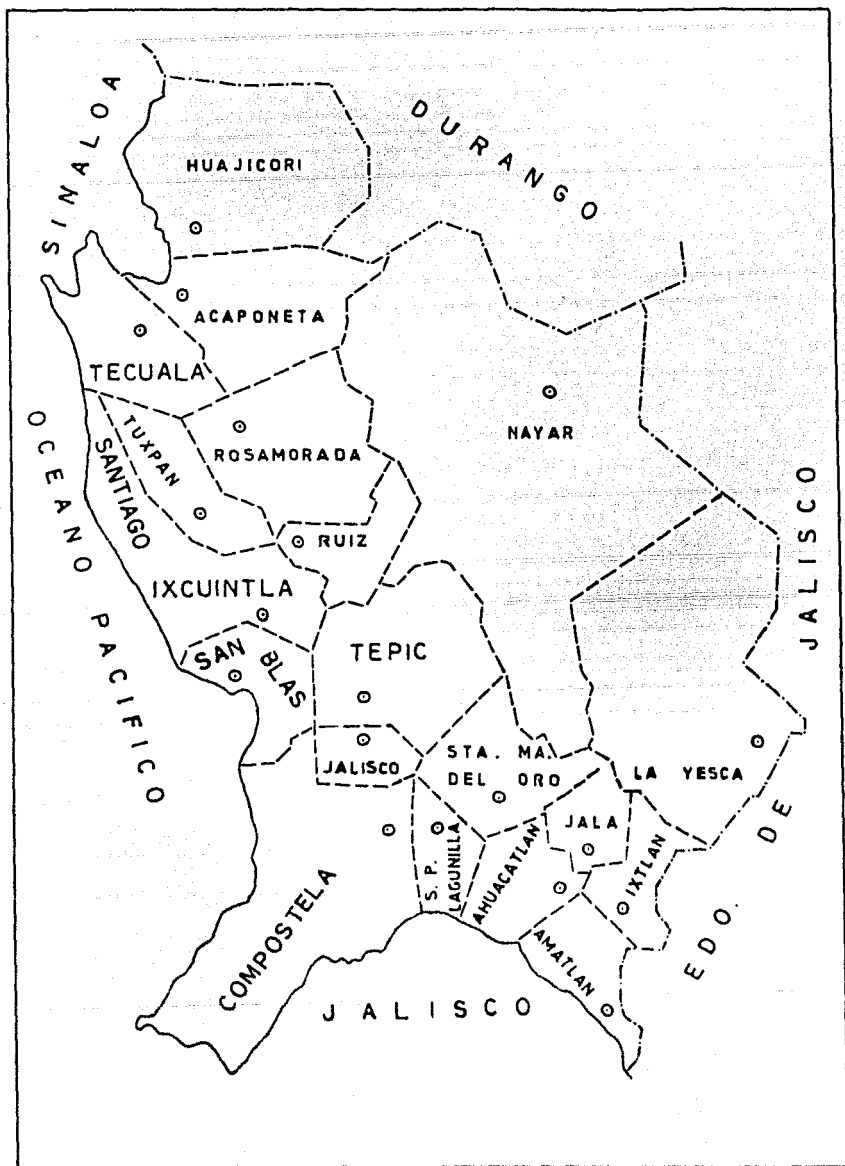 SINALOA
DURANGO
HUAJICORI
ACAPONETA
TECUALA
NAYAR
TUXPAN
ROSAMORADA
SANTIAGO
IXCUINTLA
RUIZ
OCEANO PACIFICO
EDO. DE JALISCO
SAN BLAS
TEPIC
JALISCO
STA. MA.
DEL ORO
LA YESCA
S. P.
LAGUNILLA
AHUACATLAN
JALA
IXTLAN
COMPOSTELA
AMATLAN
JALISCO